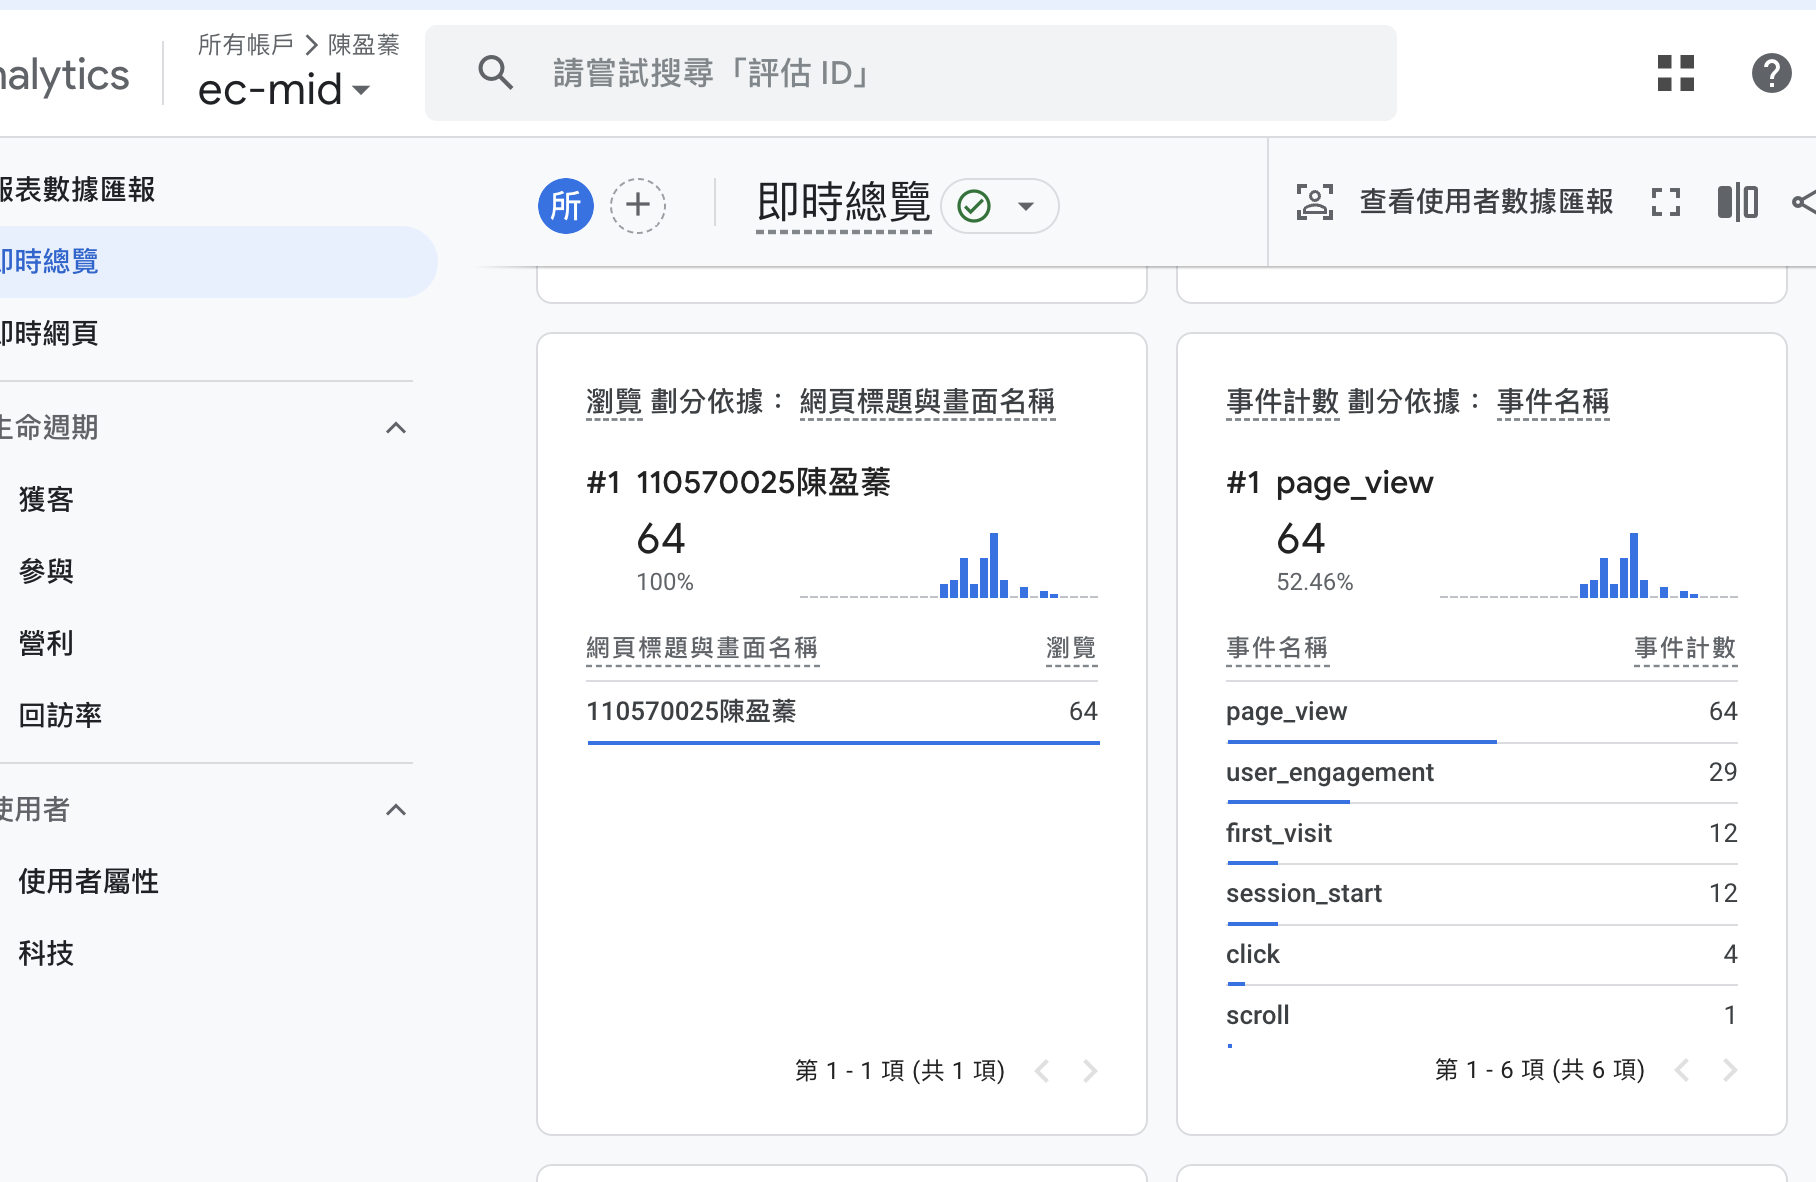 nalytics
所有帳戶 > 陳盈蓁
ec-mid
請嘗試搜尋「評估 ID」
報表數據匯報
即時總覽
即時網頁
生命週期
獲客
參與
營利
回訪率
使用者
使用者屬性
科技
所
即時總覽
查看使用者數據匯報
瀏覽 劃分依據： 網頁標題與畫面名稱
#1 110570025陳盈蓁
64
100%
網頁標題與畫面名稱 瀏覽
110570025陳盈蓁 64
第 1 - 1 項 (共 1 項)
事件計數 劃分依據： 事件名稱
#1 page_view
64
52.46%
事件名稱 事件計數
page_view 64
user_engagement 29
first_visit 12
session_start 12
click 4
scroll 1
第 1 - 6 項 (共 6 項)